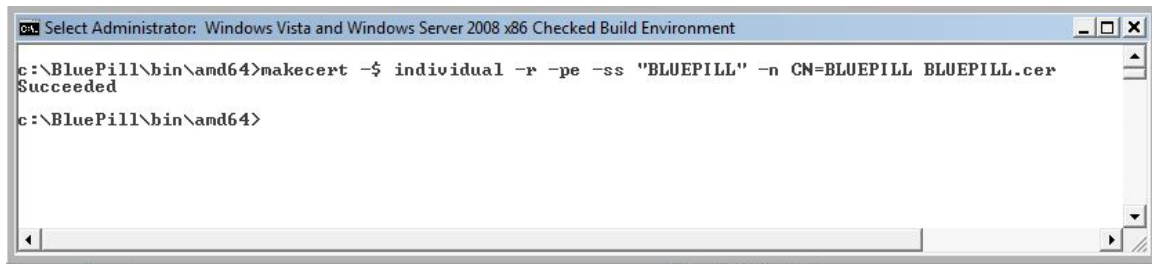 Select Administrator: Windows Vista and Windows Server 2008 x86 Checked Build Environment
c:\BluePill\bin\amd64>makecert -$ individual -r -pe -ss "BLUEPILL" -n CN=BLUEPILL BLUEPILL.cer
Succeeded
c:\BluePill\bin\amd64>